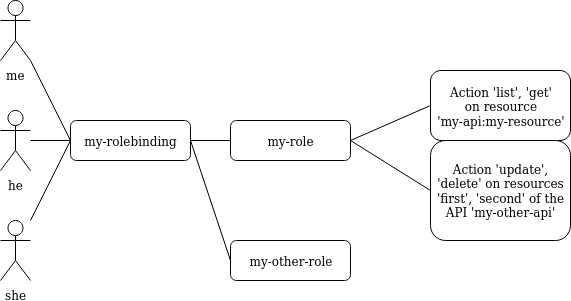 me
he
she
my-rolebinding
my-role
my-other-role
Action 'list', 'get'
on resource
'my-api:my-resource'
Action 'update',
'delete' on resources
'first', 'second' of the
API 'my-other-api'